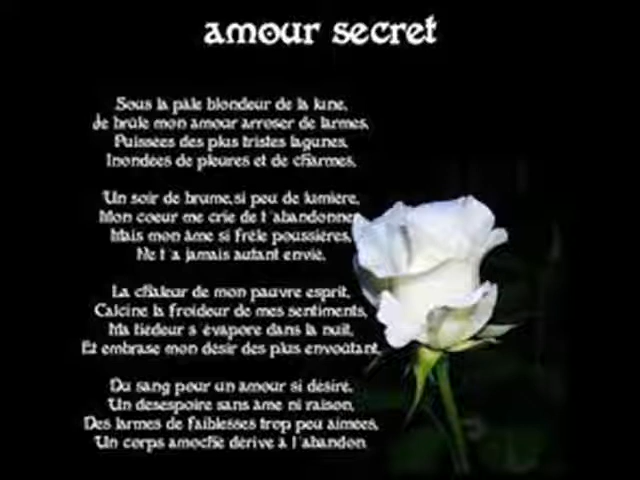 amour secret
Sous la pâle blondeur de la lune,
Je brûle mon amour arroser de larmes,
Puissées des plus tristes lagunes,
Inondées de pleures et de charmes.
Un soir de brume,si peu de lumière,
Mon coeur me crie de t'abandonner
Mais mon âme si frêle poussières,
Ne t'a jamais autant envié.
La chaleur de mon pauvre esprit,
Calcine la froideur de mes sentiments,
Ma tiedeur s'évapore dans la nuit,
Et embrase mon désir des plus envoûtant,
Du sang pour un amour si désiré,
Un desespoire sans âme ni raison,
Des larmes de faiblesses trop peu aimées,
Un corps amoché dérive à l'abandon